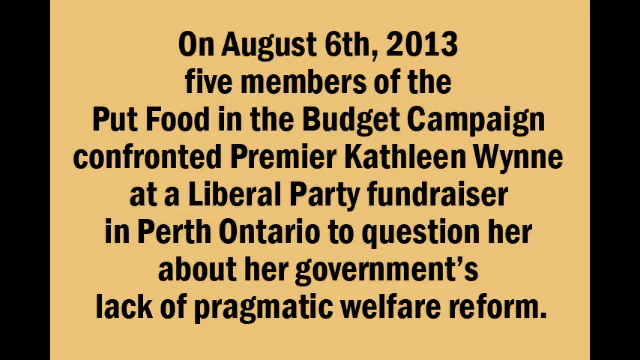 On August 6th, 2013
five members of the
Put Food in the Budget Campaign
confronted Premier Kathleen Wynne
at a Liberal Party fundraiser
in Perth Ontario to question her
about her government’s
lack of pragmatic welfare reform.